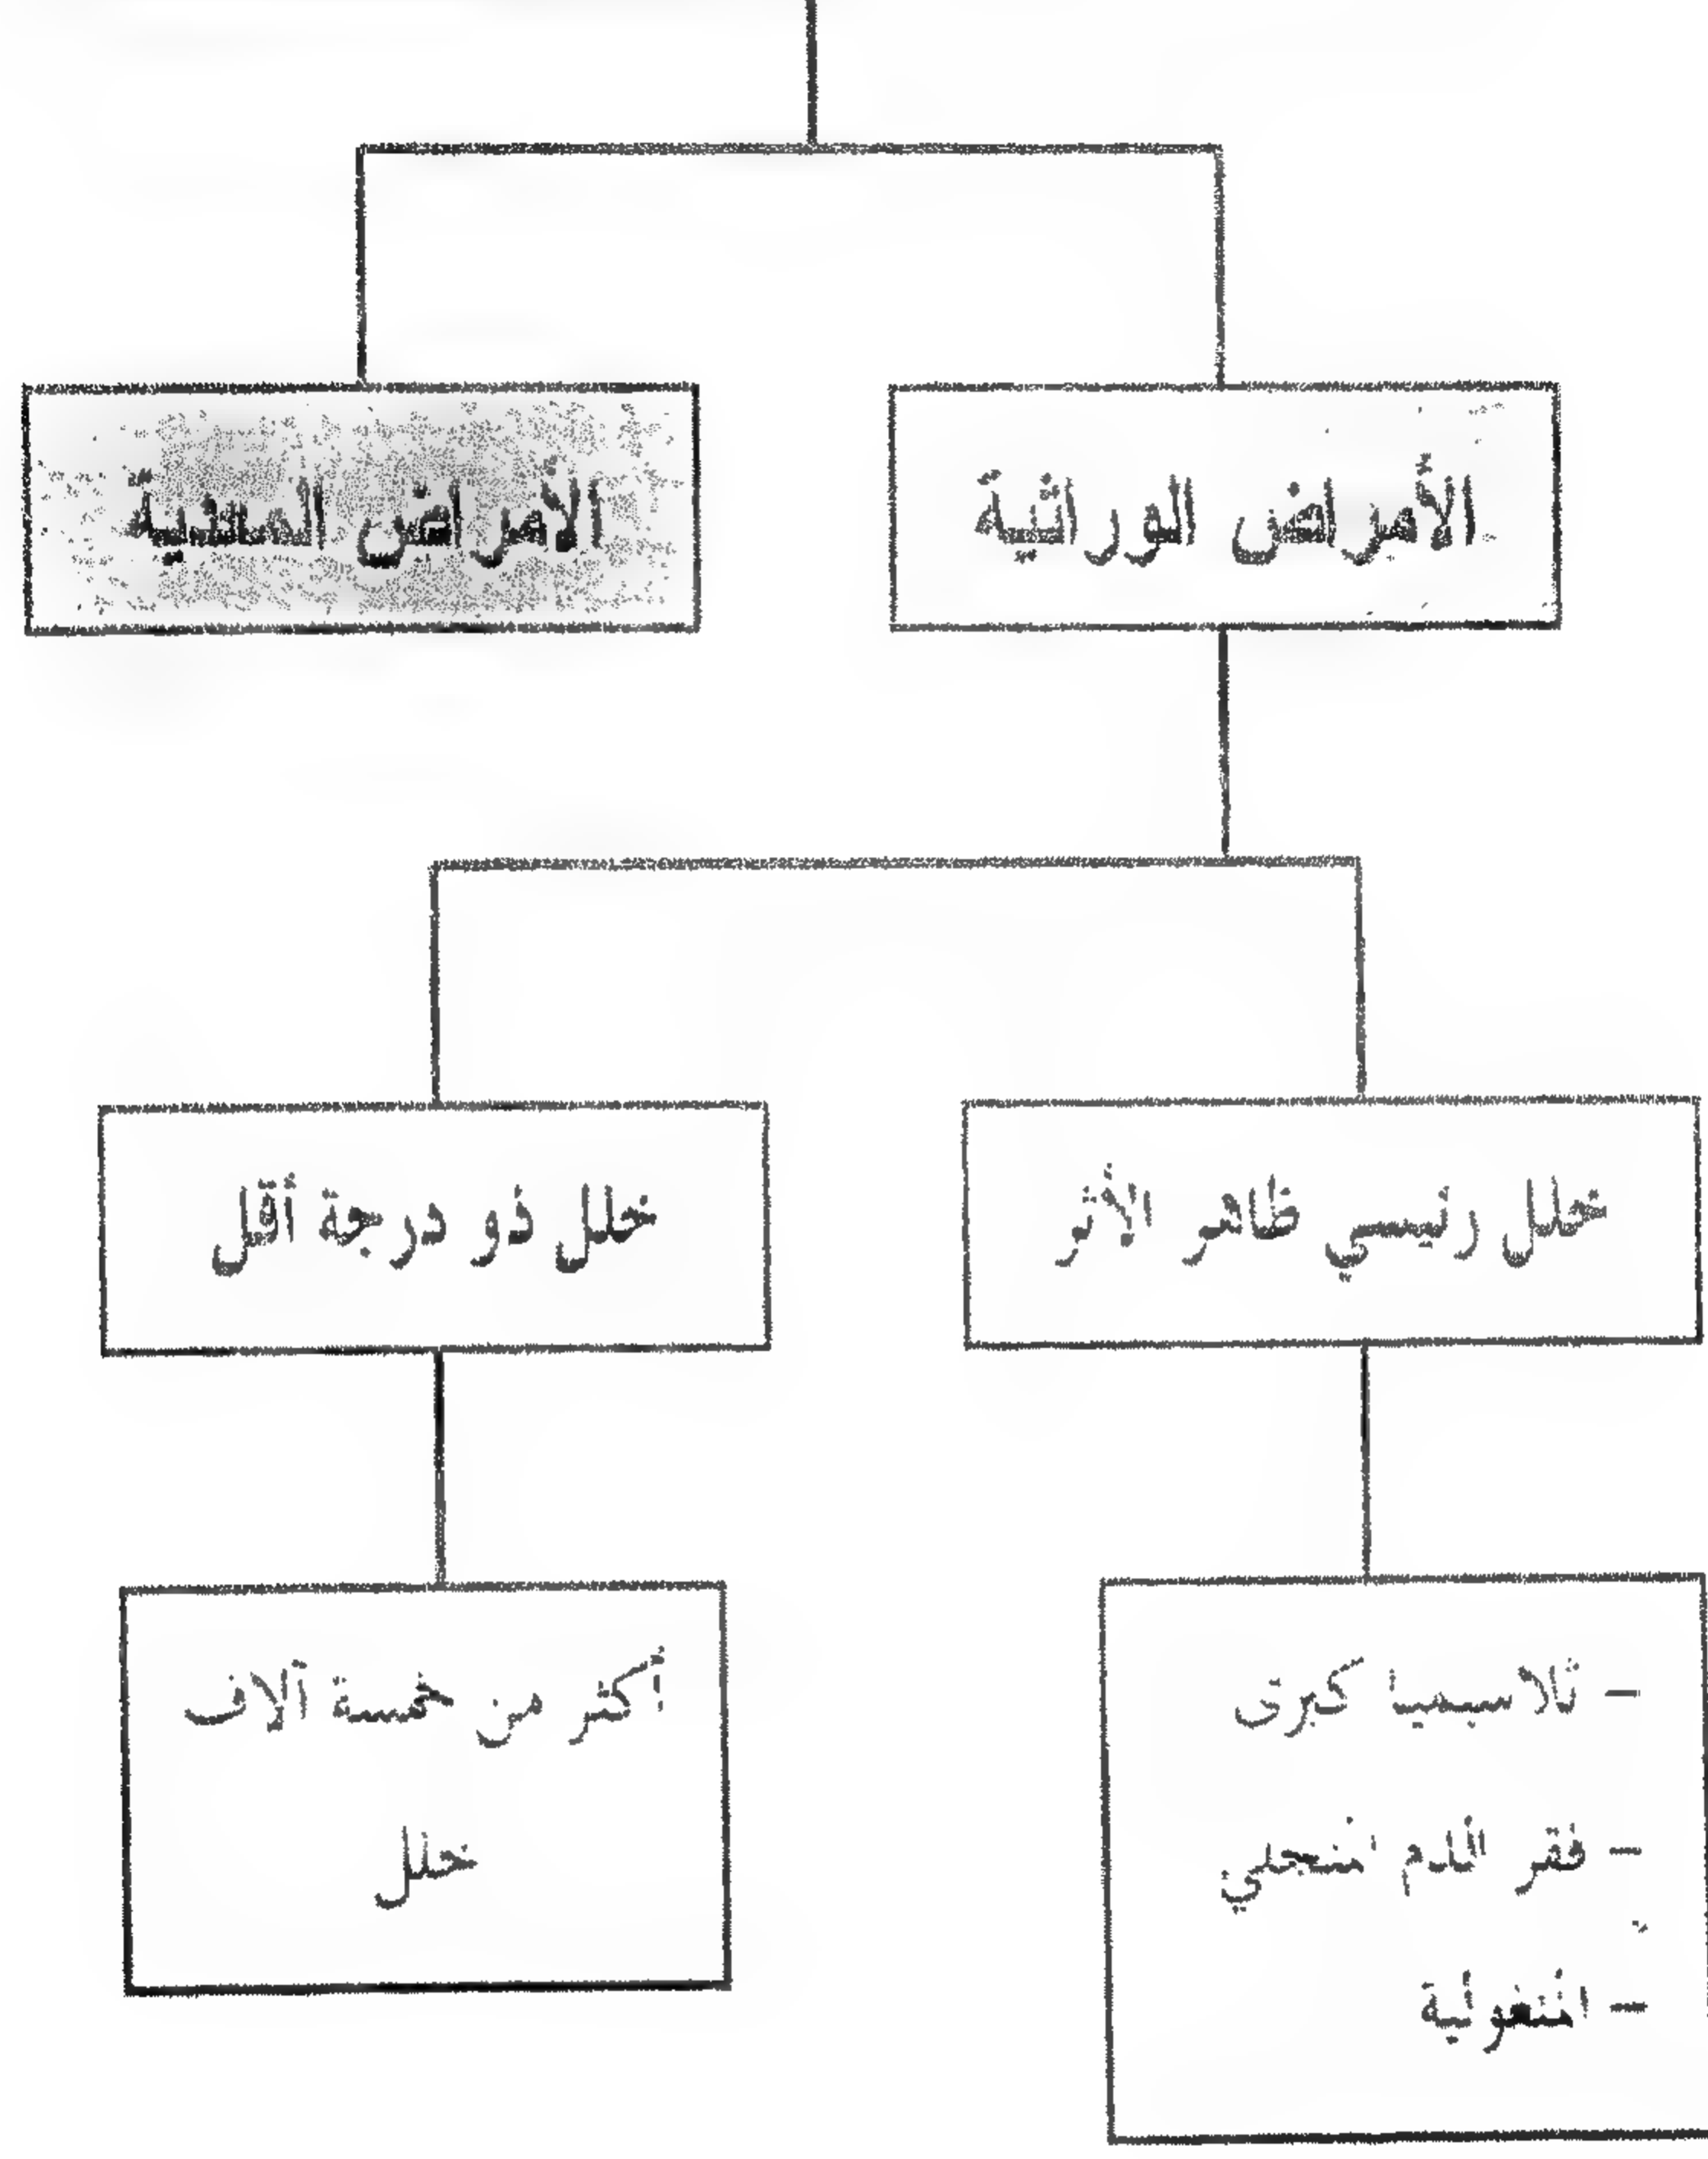 الأمراض الوراثية
الأمراض
خلل رئيسي ظاهر الأثر
خلل ذو درجة أقل
- ثلاسيميا كبرى
- فقر الدم المنجلي
- المنغولية
أكثر من خمسة آلاف
خلل